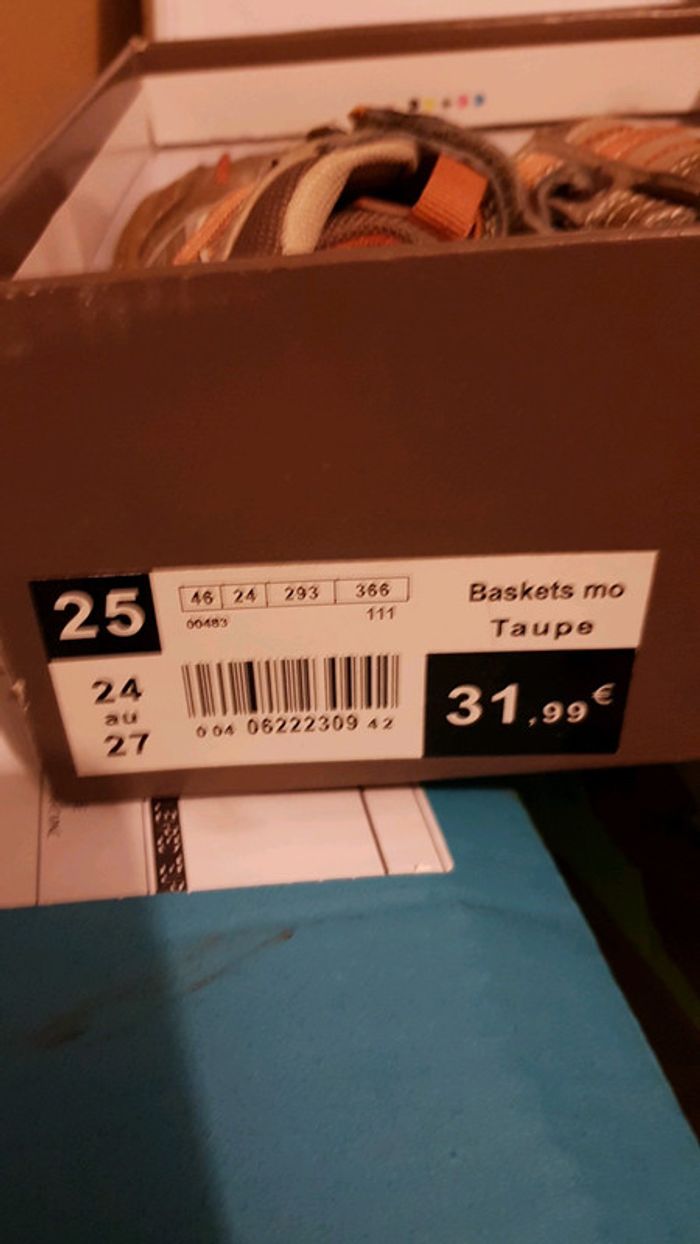 25
24
au
27
46 24 293 366
00483 111
0 04 06222309 42
Baskets mo
Taupe
31,99 €